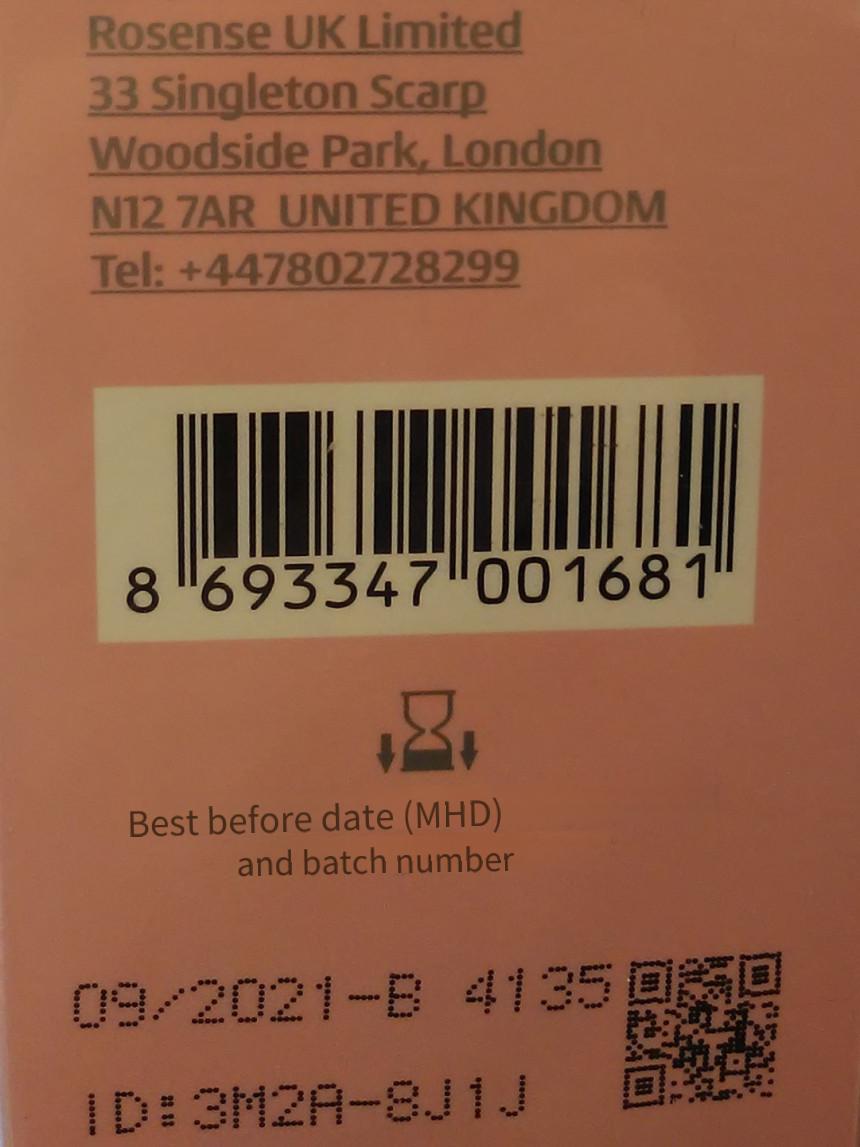 Rosense UK Limited
33 Singleton Scarp
Woodside Park, London
N12 7AR UNITED KINGDOM
Tel: +447802728299
8 693347 001681
Best before date (MHD)
and batch number
09/2021-B 4135
ID:3M2A-8J1J